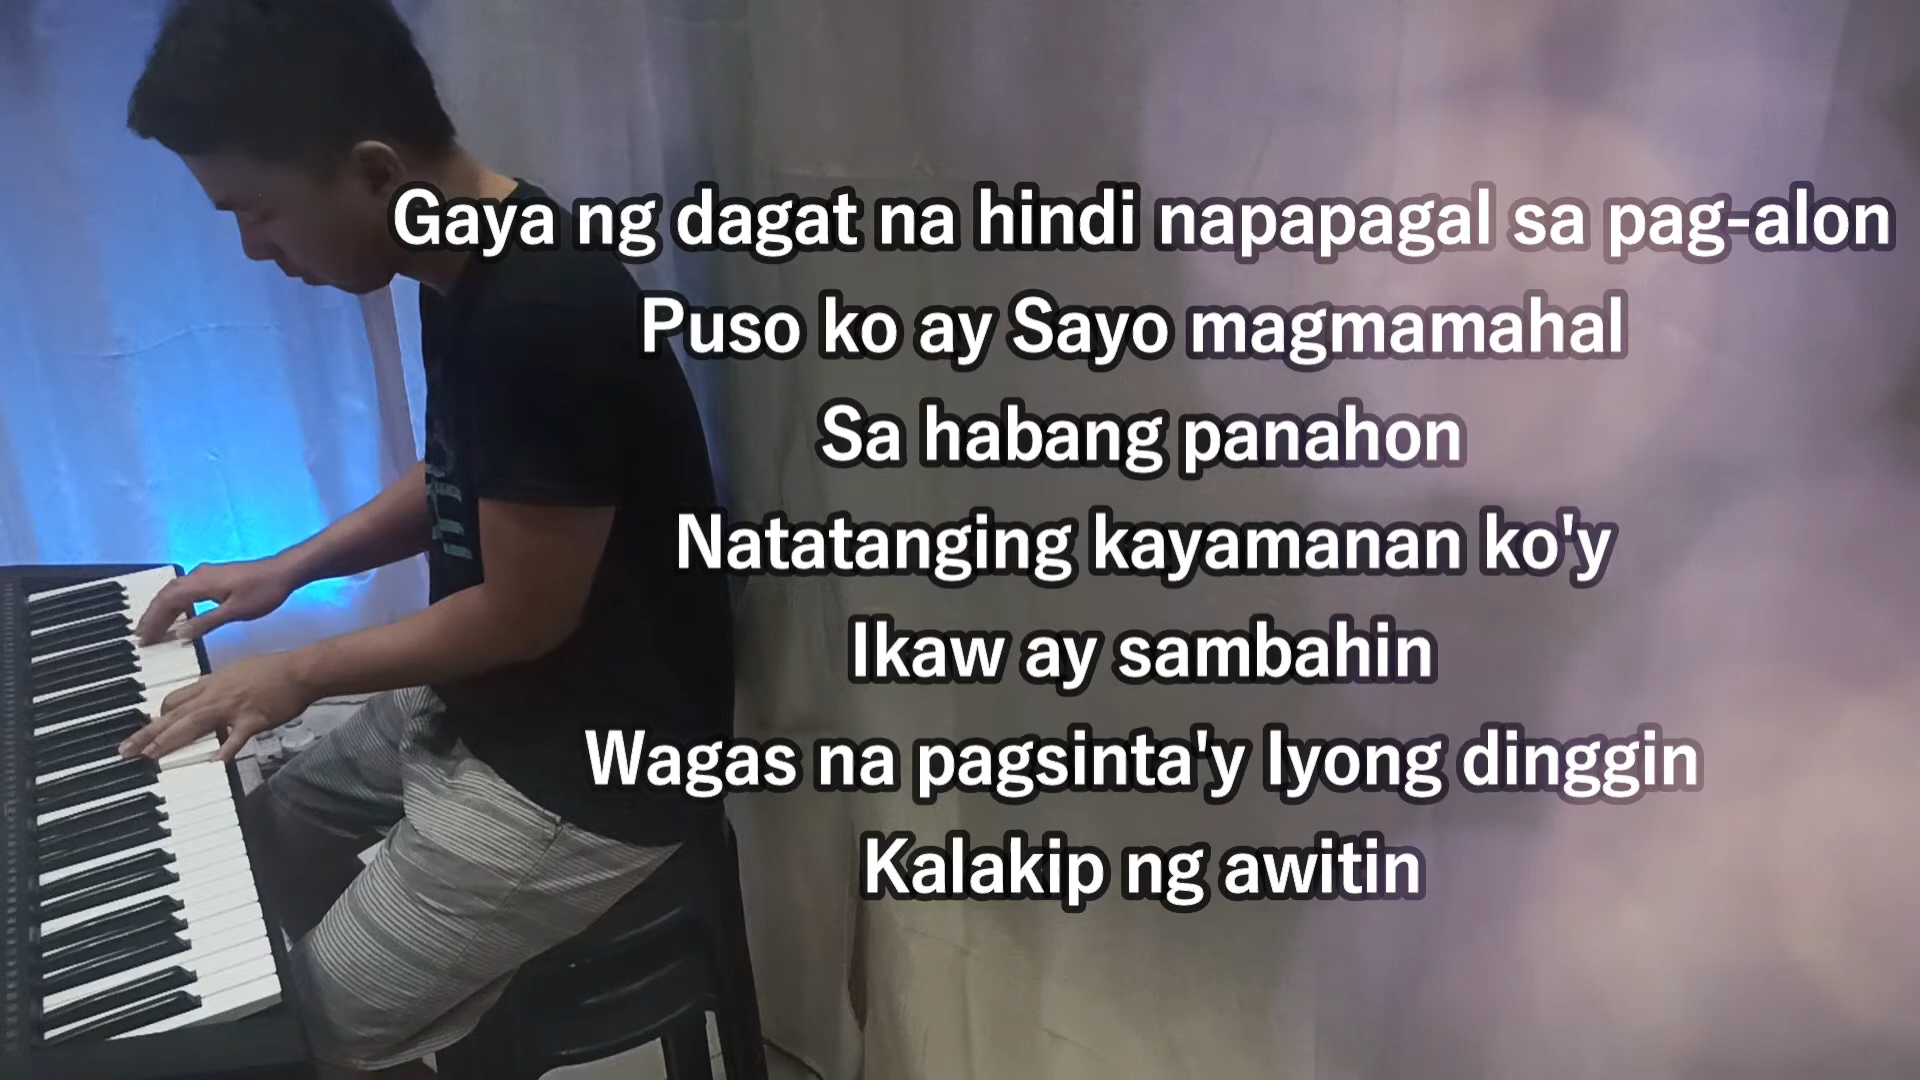 Gaya ng dagat na hindi napapagal sa pag-alon
Puso ko ay Sayo magmamahal
Sa habang panahon
Natatanging kayamanan ko'y
Ikaw ay sambahin
Wagas na pagsinta'y Iyong dinggin
Kalakip ng awitin